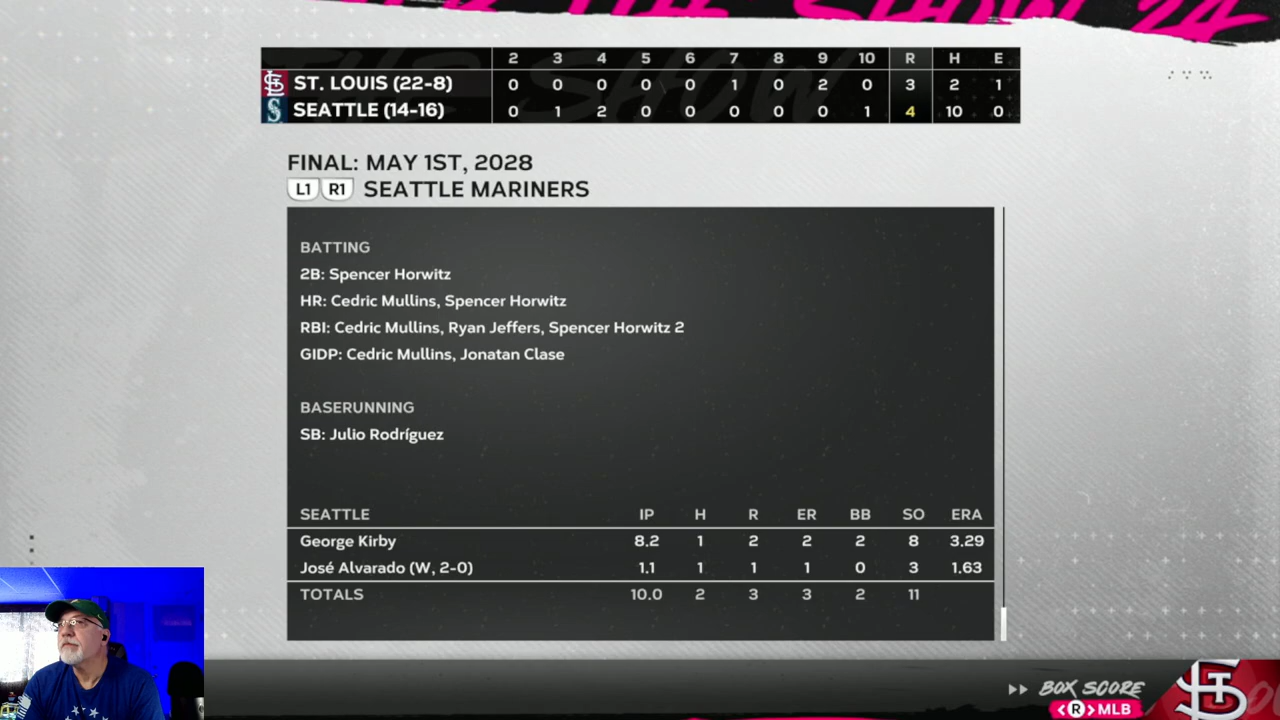 THE SHOW 24
2 3 4 5 6 7 8 9 10 R H E
ST. LOUIS (22-8) 0 0 0 0 0 1 0 2 0 3 2 1
SEATTLE (14-16) 0 1 2 0 0 0 0 0 1 4 10 0
FINAL: MAY 1ST, 2028
L1 R1 SEATTLE MARINERS
BATTING
2B: Spencer Horwitz
HR: Cedric Mullins, Spencer Horwitz
RBI: Cedric Mullins, Ryan Jeffers, Spencer Horwitz 2
GIDP: Cedric Mullins, Jonatan Clase
BASERUNNING
SB: Julio Rodríguez
SEATTLE IP H R ER BB SO ERA
George Kirby 8.2 1 2 2 2 8 3.29
José Alvarado (W, 2-0) 1.1 1 1 1 0 3 1.63
TOTALS 10.0 2 3 3 2 11
BOX SCORE
R MLB